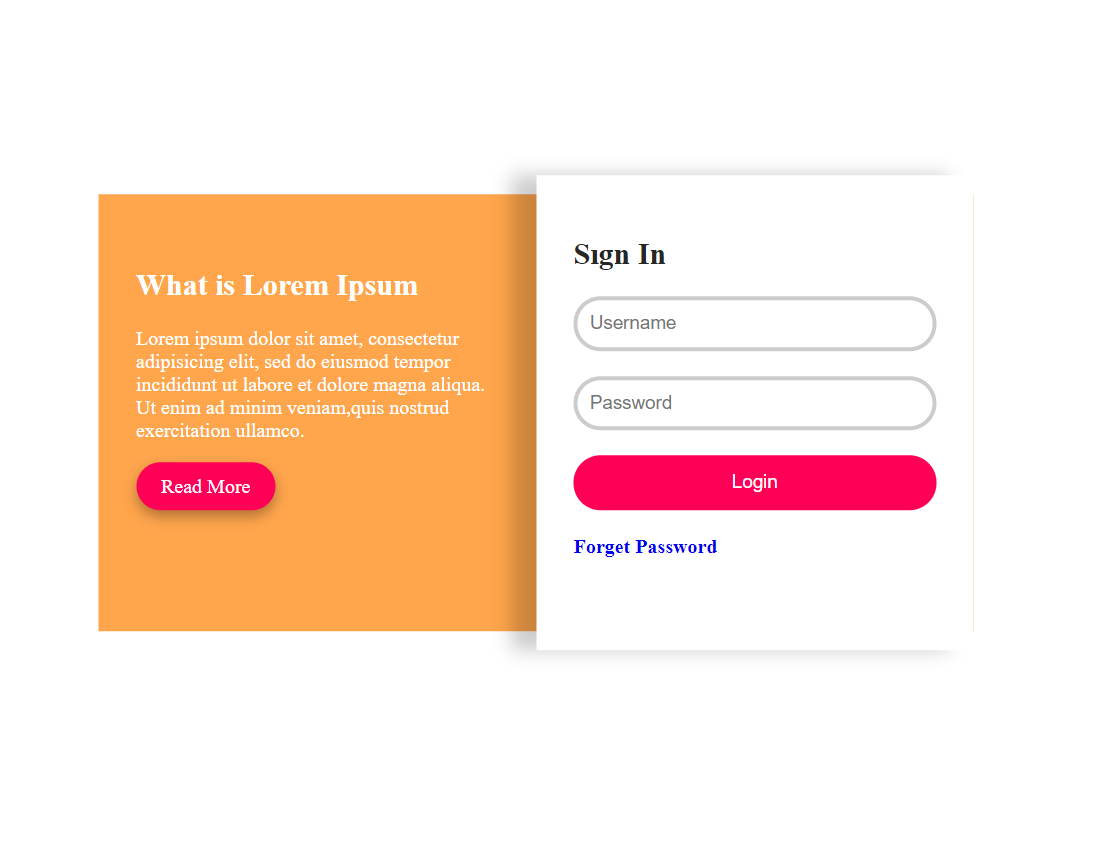 What is Lorem Ipsum
Lorem ipsum dolor sit amet, consectetur
adipisicing elit, sed do eiusmod tempor
incididunt ut labore et dolore magna aliqua.
Ut enim ad minim veniam,quis nostrud
exercitation ullamco.
Read More
Sıgn In
Username
Password
Login
Forget Password